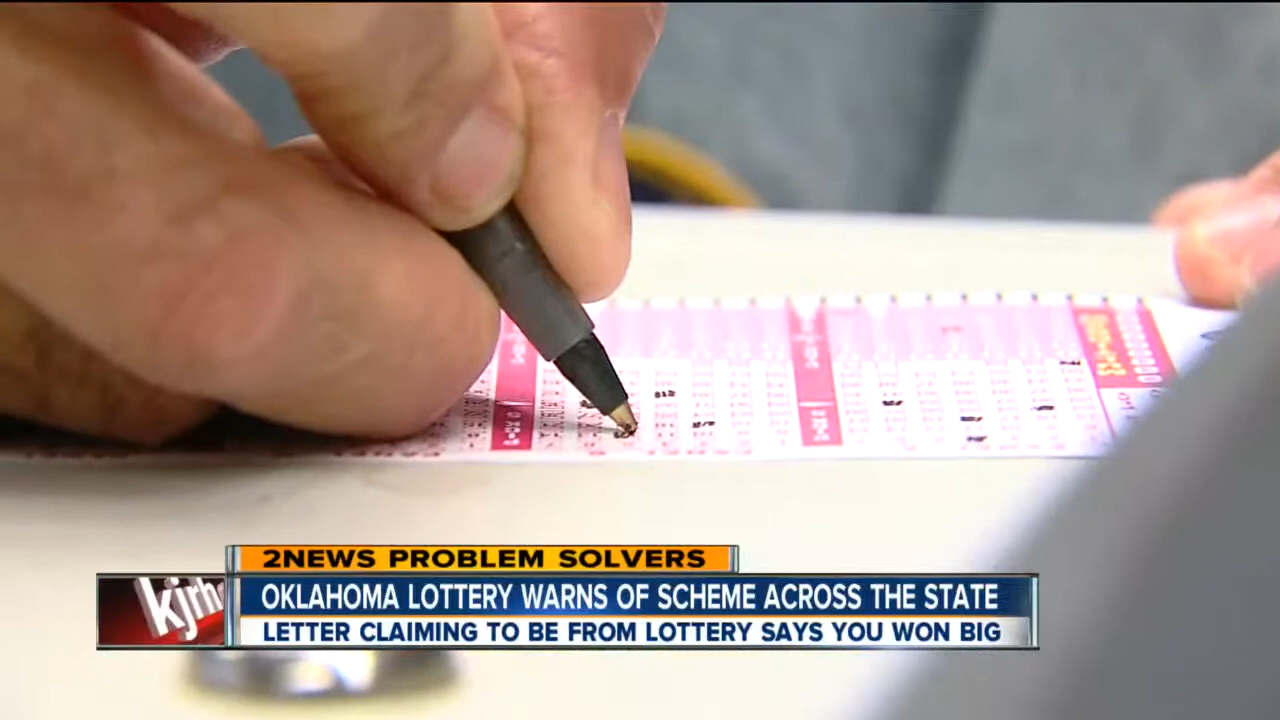 2NEWS PROBLEM SOLVERS
kjrh
OKLAHOMA LOTTERY WARNS OF SCHEME ACROSS THE STATE
LETTER CLAIMING TO BE FROM LOTTERY SAYS YOU WON BIG